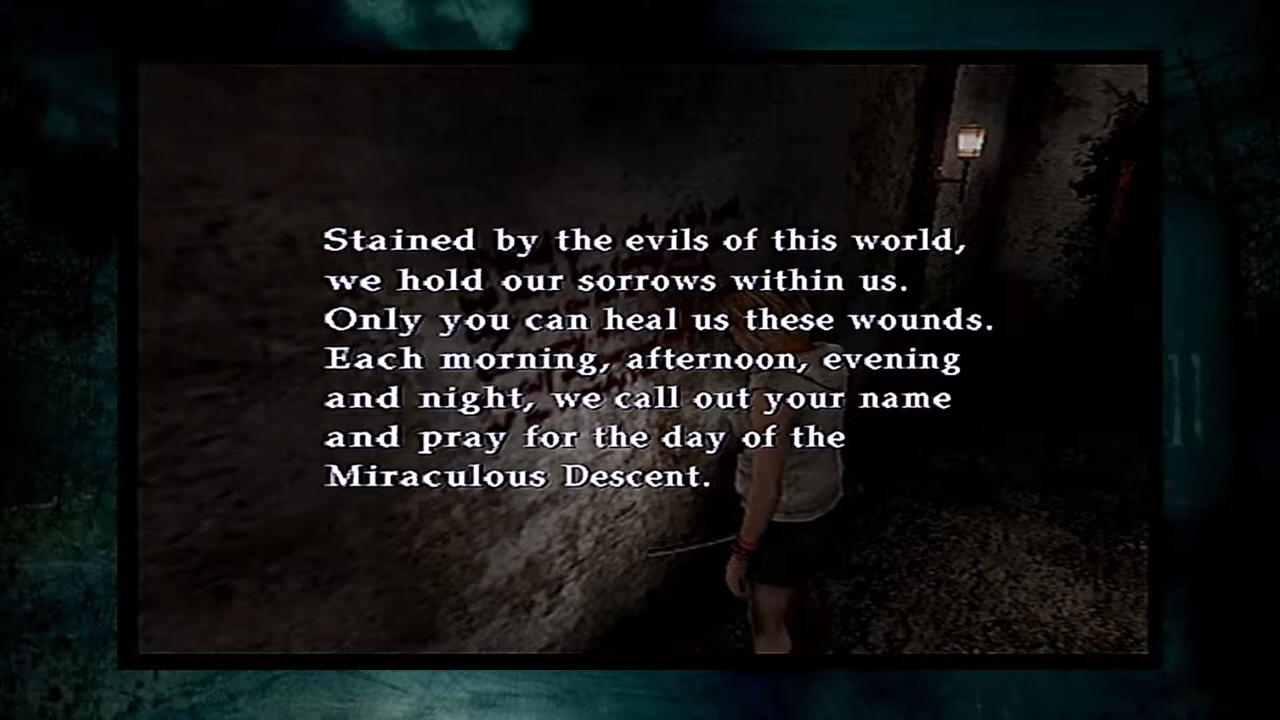 Stained by the evils of this world,
we hold our sorrows within us.
Only you can heal us these wounds.
Each morning, afternoon, evening
and night, we call out your name
and pray for the day of the
Miraculous Descent.